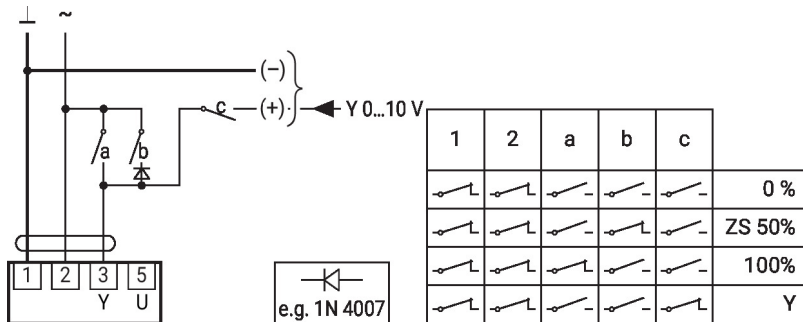 ⊥ ~
(–)
c (+) Y 0...10 V
a b
1 2 3 5
Y U
e.g. 1N 4007
1 2 a b c
0 %
ZS 50%
100%
Y